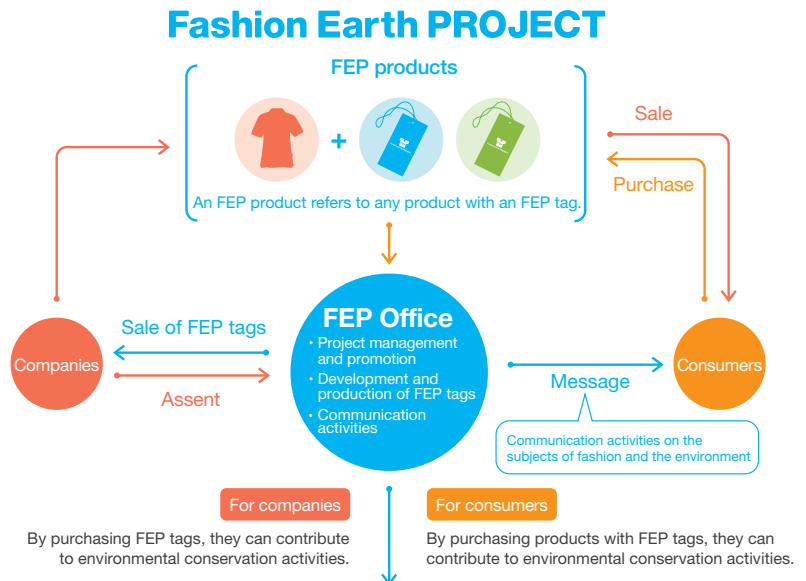 Fashion Earth PROJECT
FEP products
+
An FEP product refers to any product with an FEP tag.
Sale
Purchase
Companies
Sale of FEP tags
Assent
FEP Office
・Project management
and promotion
・Development and
production of FEP tags
・Communication
activities
Message
Consumers
Communication activities on the
subjects of fashion and the environment
For companies
By purchasing FEP tags, they can contribute
to environmental conservation activities.
For consumers
By purchasing products with FEP tags, they can
contribute to environmental conservation activities.